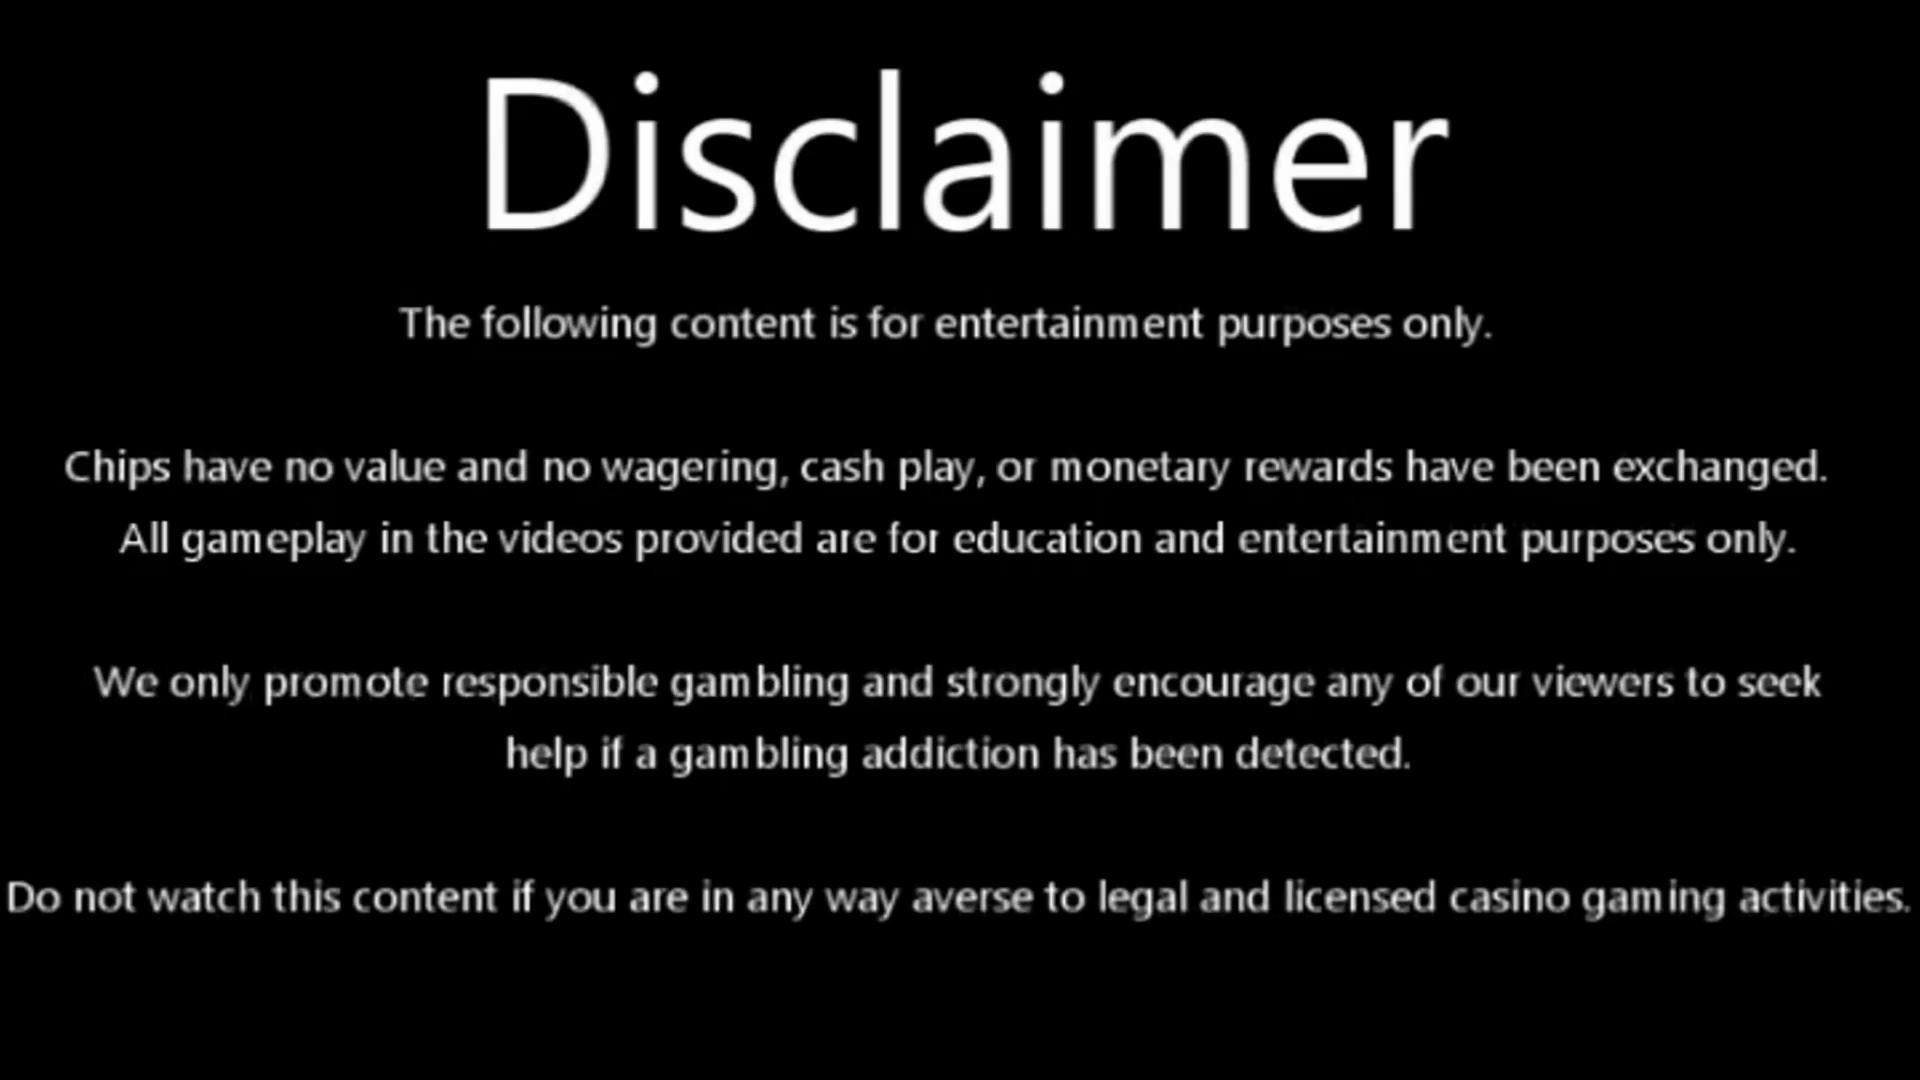 Disclaimer
The following content is for entertainment purposes only.
Chips have no value and no wagering, cash play, or monetary rewards have been exchanged.
All gameplay in the videos provided are for education and entertainment purposes only.
We only promote responsible gambling and strongly encourage any of our viewers to seek
help if a gambling addiction has been detected.
Do not watch this content if you are in any way averse to legal and licensed casino gaming activities.